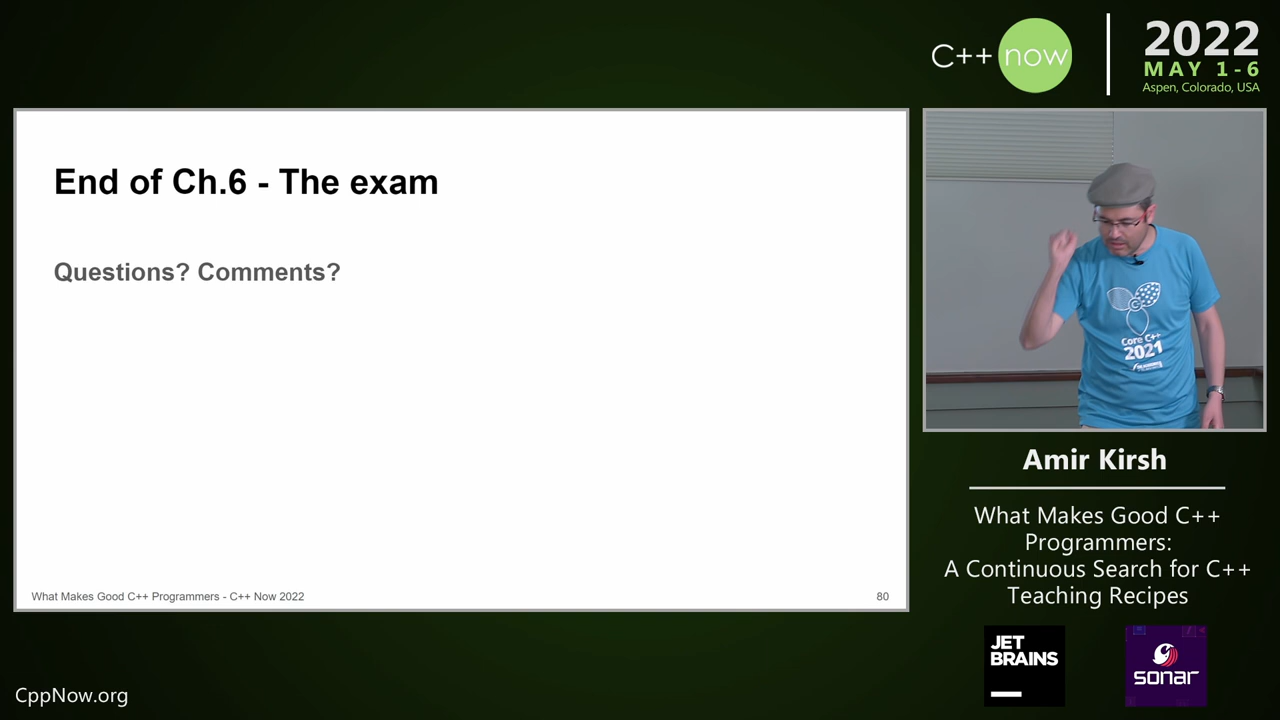 C++ now
2022
MAY 1-6
Aspen, Colorado, USA
End of Ch.6 - The exam
Questions? Comments?
What Makes Good C++ Programmers - C++ Now 2022
80
Core C++
2021
Amir Kirsh
What Makes Good C++
Programmers:
A Continuous Search for C++
Teaching Recipes
JET
BRAINS
sonar
CppNow.org